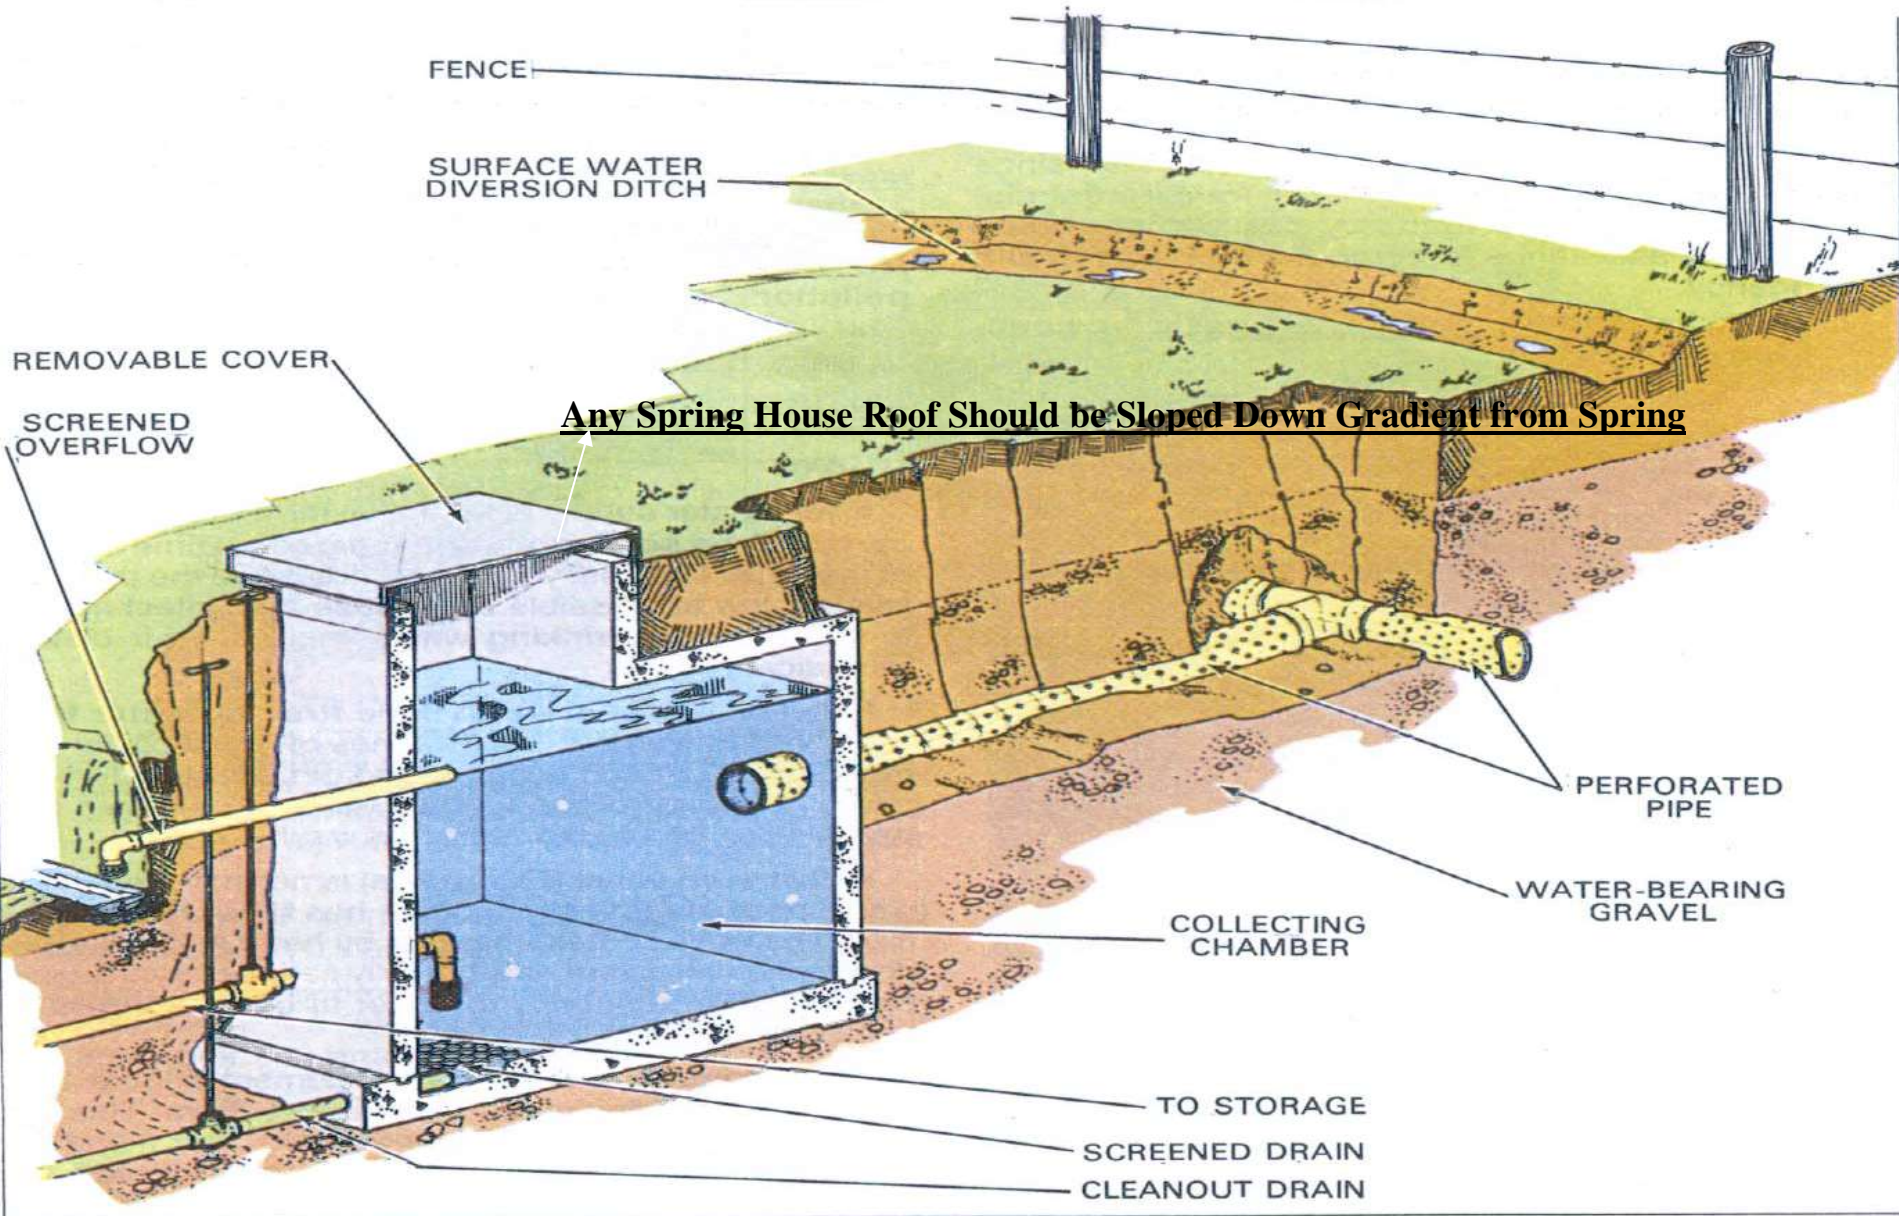 FENCE
SURFACE WATER
DIVERSION DITCH
REMOVABLE COVER
Any Spring House Roof Should be Sloped Down Gradient from Spring
SCREENED
OVERFLOW
PERFORATED
PIPE
WATER-BEARING
GRAVEL
COLLECTING
CHAMBER
TO STORAGE
SCREENED DRAIN
CLEANOUT DRAIN